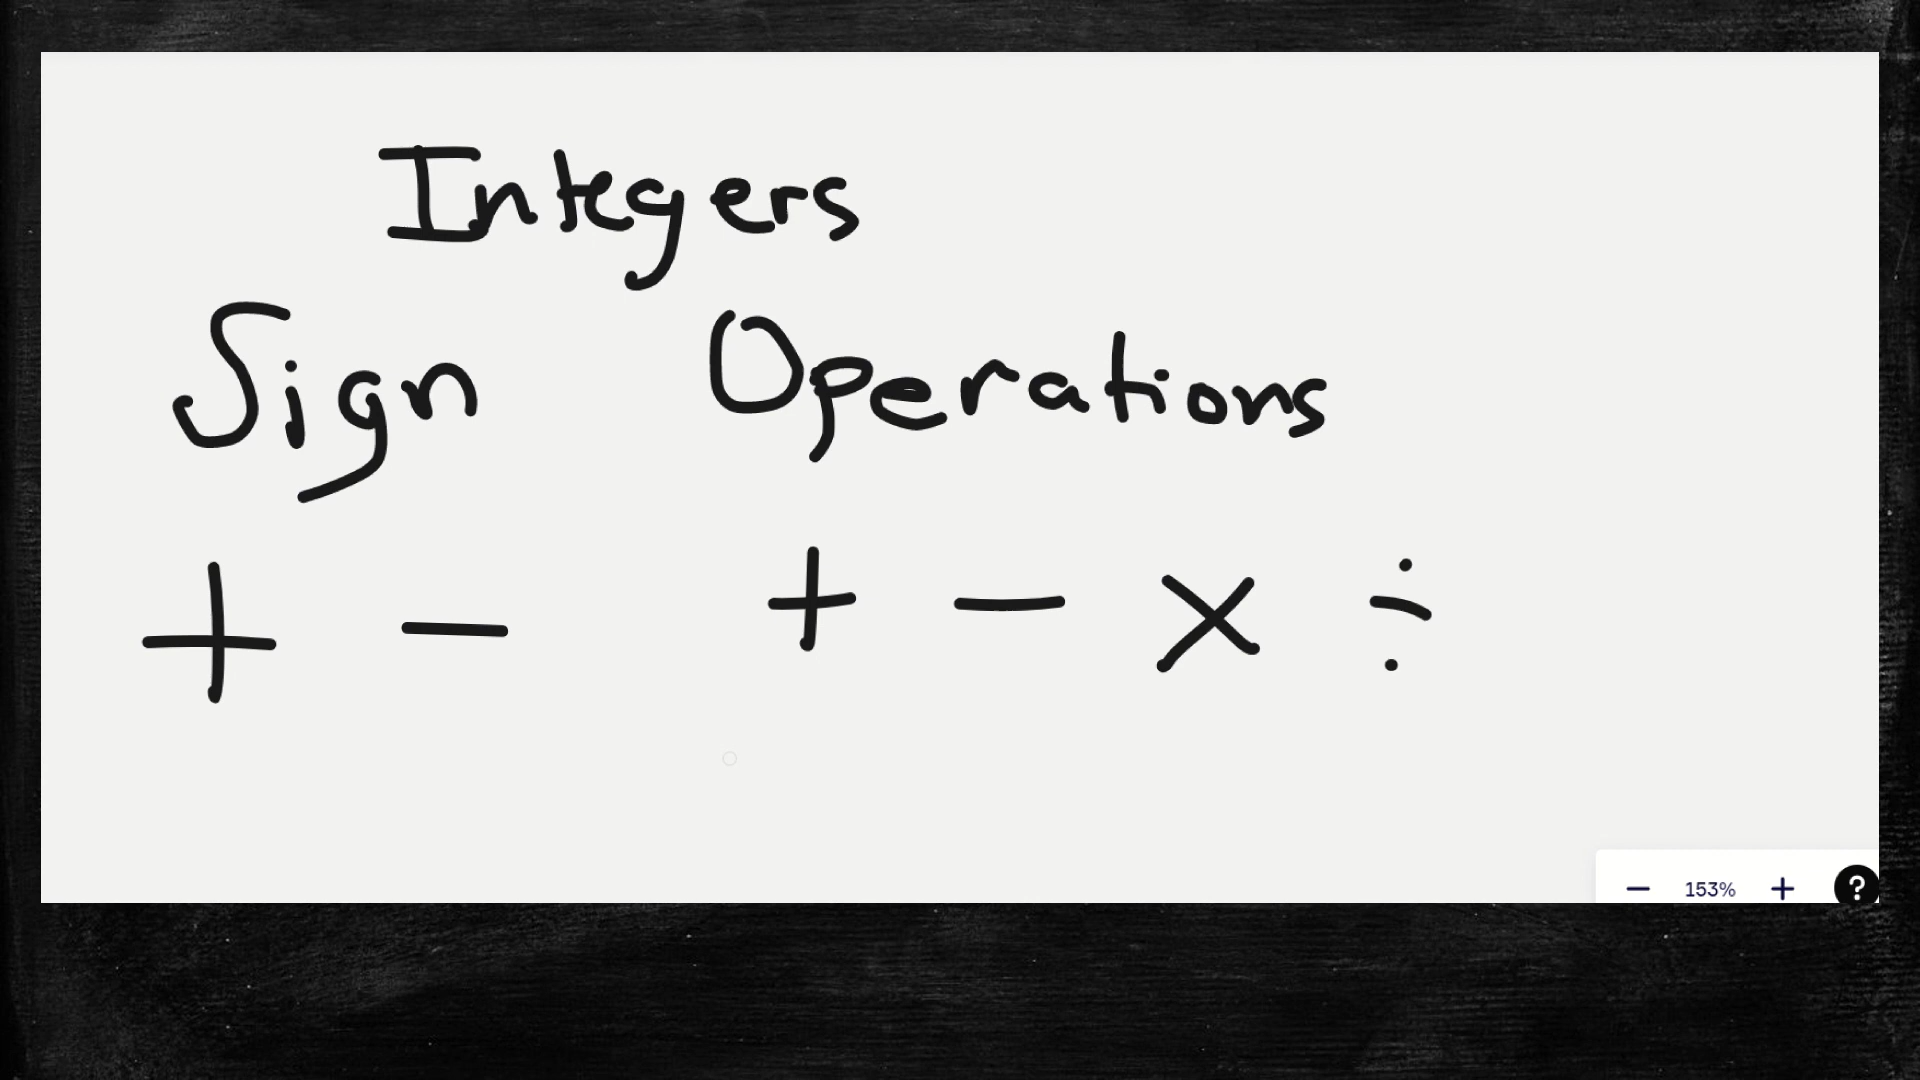 Integers
Sign Operations
+ - + - × ÷
− 153% + ?